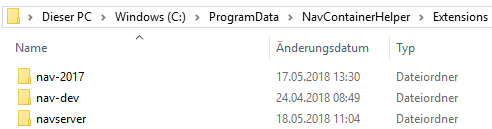 Dieser PC > Windows (C:) > ProgramData > NavContainerHelper > Extensions
Name Änderungsdatum Typ
nav-2017 17.05.2018 13:30 Dateiordner
nav-dev 24.04.2018 08:49 Dateiordner
navserver 18.05.2018 11:04 Dateiordner